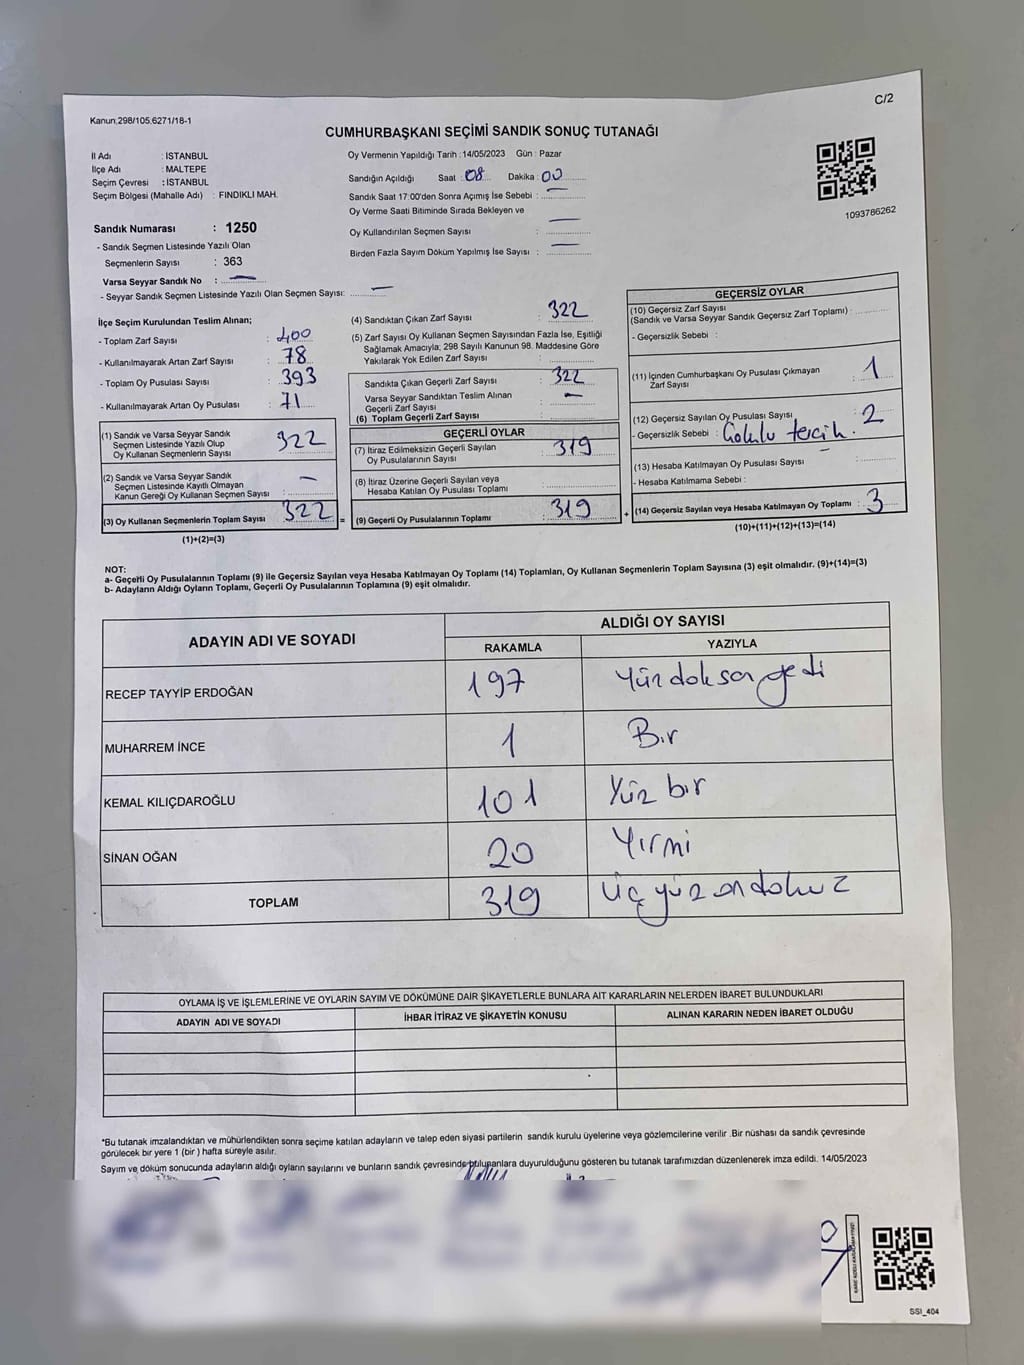 C/2
Kanun.298/105.6271/18-1
CUMHURBAŞKANI SEÇİMİ SANDIK SONUÇ TUTANAĞI
İl Adı : İSTANBUL
İlçe Adı : MALTEPE
Seçim Çevresi : İSTANBUL
Seçim Bölgesi (Mahalle Adı) : FINDIKLI MAH.
Sandık Numarası : 1250
- Sandık Seçmen Listesinde Yazılı Olan
Seçmenlerin Sayısı : 363
Varsa Seyyar Sandık No : —
- Seyyar Sandık Seçmen Listesinde Yazılı Olan Seçmen Sayısı: —
Oy Vermenin Yapıldığı Tarih :14/05/2023 Gün : Pazar
Sandığın Açıldığı Saat : 08 Dakika : 00
Sandık Saat 17:00'den Sonra Açımış İse Sebebi : —
Oy Verme Saati Bitiminde Sırada Bekleyen ve
Oy Kullandırılan Seçmen Sayısı : —
Birden Fazla Sayım Döküm Yapılmış İse Sayısı : —
1093786262
İlçe Seçim Kurulundan Teslim Alınan;
- Toplam Zarf Sayısı : 400
- Kullanılmayarak Artan Zarf Sayısı : 78
- Toplam Oy Pusulası Sayısı : 393
- Kullanılmayarak Artan Oy Pusulası : 71
(1) Sandık ve Varsa Seyyar Sandık
Seçmen Listesinde Yazılı Olup
Oy Kullanan Seçmenlerin Sayısı 322
(2) Sandık ve Varsa Seyyar Sandık
Seçmen Listesinde Kayıtlı Olmayan
Kanun Gereği Oy Kullanan Seçmen Sayısı : —
(3) Oy Kullanan Seçmenlerin Toplam Sayısı : 322
(1)+(2)=(3)
=
(4) Sandıktan Çıkan Zarf Sayısı : 322
(5) Zarf Sayısı Oy Kullanan Seçmen Sayısından Fazla İse, Eşitliği
Sağlamak Amacıyla, 298 Sayılı Kanunun 98. Maddesine Göre
Yakılarak Yok Edilen Zarf Sayısı :
Sandıkta Çıkan Geçerli Zarf Sayısı : 322
Varsa Seyyar Sandıktan Teslim Alınan
Geçerli Zarf Sayısı : —
(6) Toplam Geçerli Zarf Sayısı :
GEÇERLİ OYLAR
(7) İtiraz Edilmeksizin Geçerli Sayılan
Oy Pusulalarının Sayısı : 319
(8) İtiraz Üzerine Geçerli Sayılan veya
Hesaba Katılan Oy Pusulası Toplamı :
(9) Geçerli Oy Pusulalarının Toplamı : 319
+
GEÇERSİZ OYLAR
(10) Geçersiz Zarf Sayısı
(Sandık ve Varsa Seyyar Sandık Geçersiz Zarf Toplamı) :
- Geçersizlik Sebebi :
(11) İçinden Cumhurbaşkanı Oy Pusulası Çıkmayan
Zarf Sayısı : 1
(12) Geçersiz Sayılan Oy Pusulası Sayısı : 2
- Geçersizlik Sebebi : Çoklu tercih.
(13) Hesaba Katılmayan Oy Pusulası Sayısı :
- Hesaba Katılmama Sebebi :
(14) Geçersiz Sayılan veya Hesaba Katılmayan Oy Toplamı : 3
(10)+(11)+(12)+(13)=(14)
NOT:
a- Geçerli Oy Pusulalarının Toplamı (9) ile Geçersiz Sayılan veya Hesaba Katılmayan Oy Toplamı (14) Toplamları, Oy Kullanan Seçmenlerin Toplam Sayısına (3) eşit olmalıdır. (9)+(14)=(3)
b- Adayların Aldığı Oyların Toplamı, Geçerli Oy Pusulalarının Toplamına (9) eşit olmalıdır.
ADAYIN ADI VE SOYADI
ALDIĞI OY SAYISI
RAKAMLA YAZIYLA
RECEP TAYYİP ERDOĞAN 197 Yüz doksan yedi
MUHARREM İNCE 1 Bir
KEMAL KILIÇDAROĞLU 101 Yüz bir
SİNAN OĞAN 20 Yirmi
TOPLAM 319 üç yüz on dokuz
OYLAMA İŞ VE İŞLEMLERİNE VE OYLARIN SAYIM VE DÖKÜMÜNE DAİR ŞİKAYETLERLE BUNLARA AİT KARARLARIN NELERDEN İBARET BULUNDUKLARI
ADAYIN ADI VE SOYADI İHBAR İTİRAZ VE ŞİKAYETİN KONUSU ALINAN KARARIN NEDEN İBARET OLDUĞU
*Bu tutanak imzalandıktan ve mühürlendikten sonra seçime katılan adayların ve talep eden siyasi partilerin sandık kurulu üyelerine veya gözlemcilerine verilir .Bir nüshası da sandık çevresinde
görülecek bir yere 1 (bir ) hafta süreyle asılır.
Sayım ve döküm sonucunda adayların aldığı oyların sayılarını ve bunların sandık çevresinde bulunanlara duyurulduğunu gösteren bu tutanak tarafımızdan düzenlenerek imza edildi. 14/05/2023
SSI_404